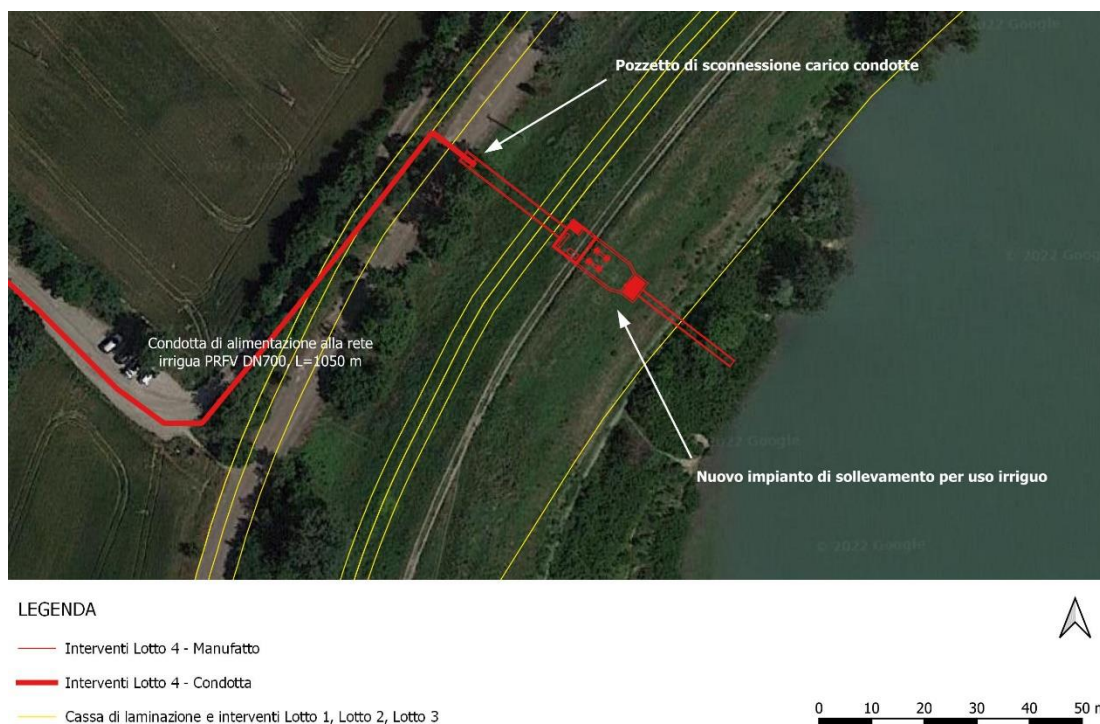 2022 Google
Pozzetto di sconnessione carico condotte
© 2022 Goo
Condotta di alimentazione alla rete
irrigua PRFV DN700, L=1050 m
2022 Google
Nuovo impianto di sollevamento per uso irriguo
© 2022 Google
LEGENDA
Interventi Lotto 4 - Manufatto
Interventi Lotto 4 - Condotta
Cassa di laminazione e interventi Lotto 1, Lotto 2, Lotto 3
0 10 20 30 40 50 m